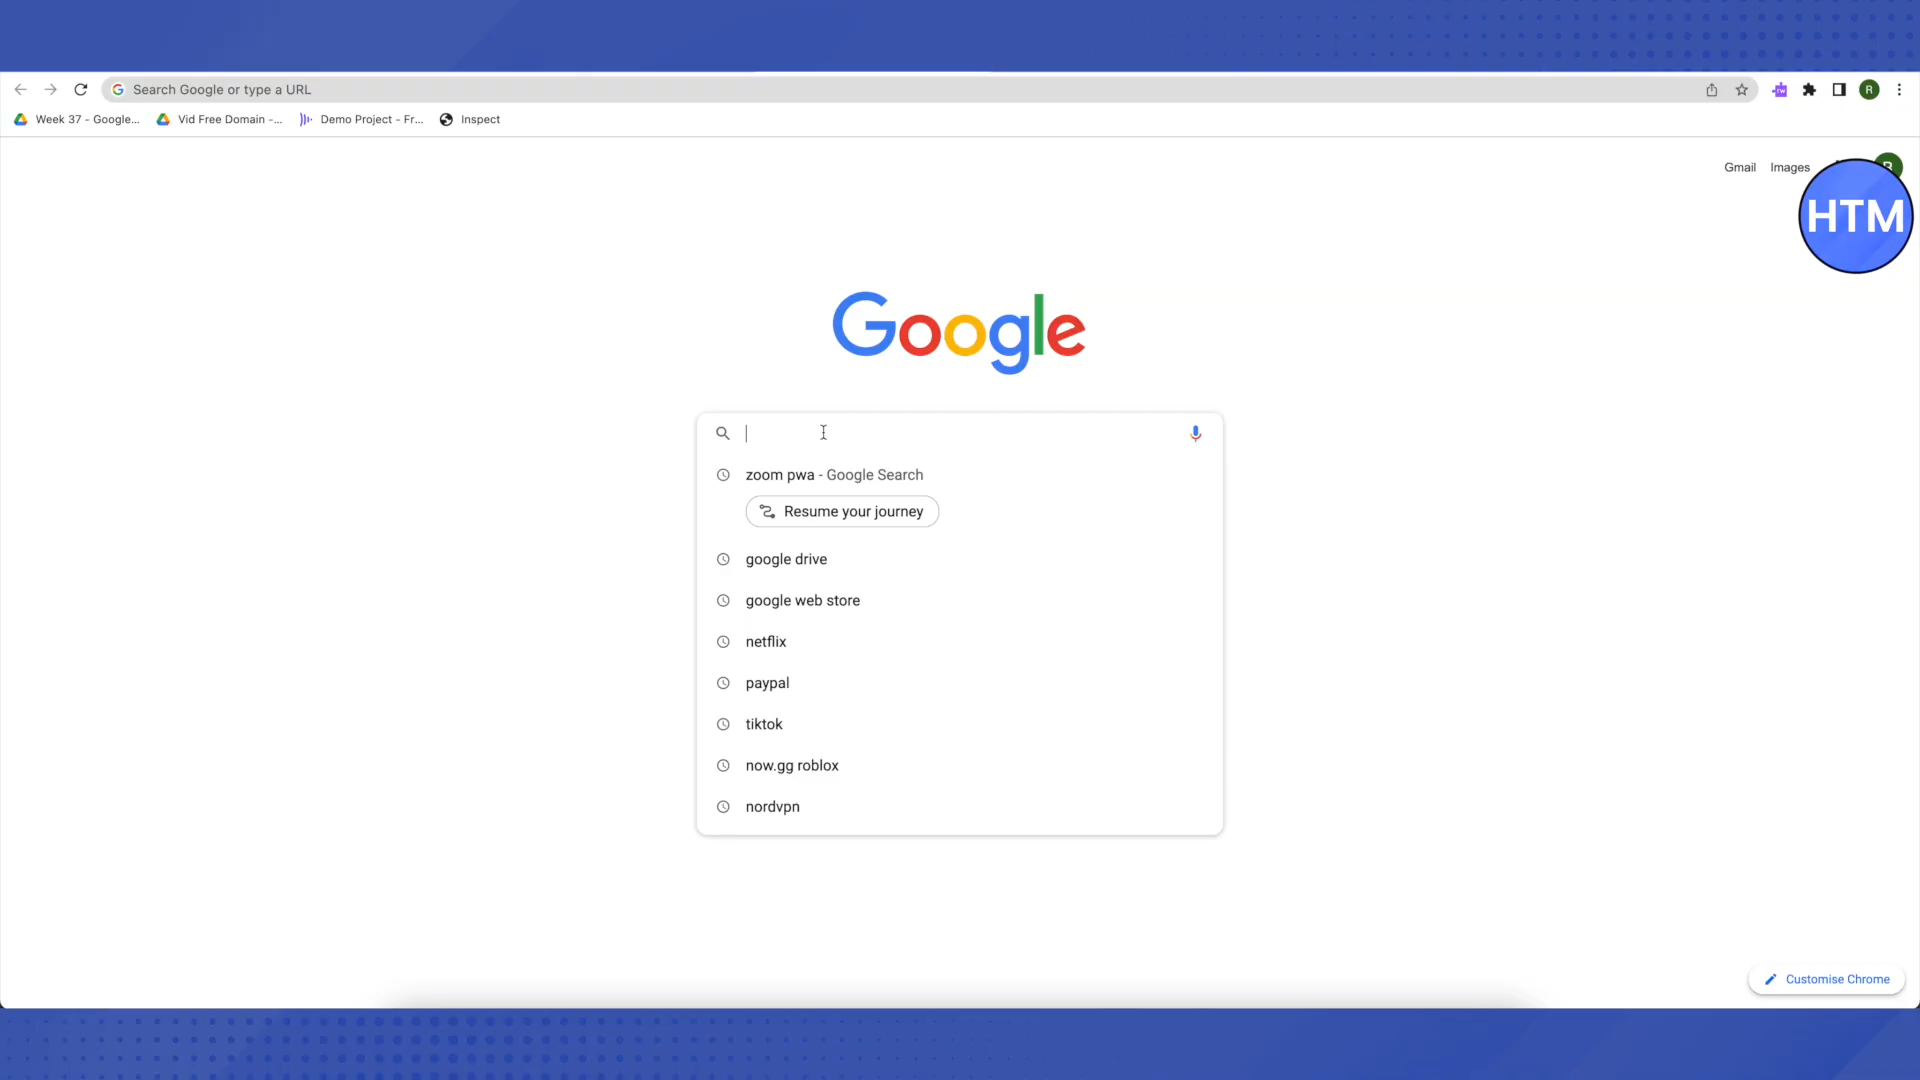 Search Google or type a URL
Week 37 - Google...
Vid Free Domain -...
Demo Project - Fr...
Inspect
R
Gmail
Images
HTM
Google
zoom pwa - Google Search
Resume your journey
google drive
google web store
netflix
paypal
tiktok
now.gg roblox
nordvpn
Customise Chrome